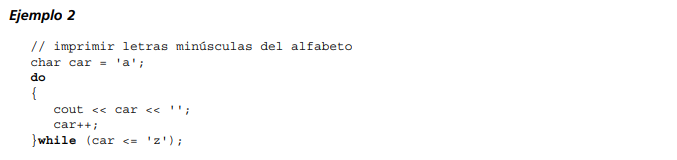 Ejemplo 2
// imprimir letras minúsculas del alfabeto
char car = 'a';
do
{
cout << car << '';
car++;
}while (car <= 'z');